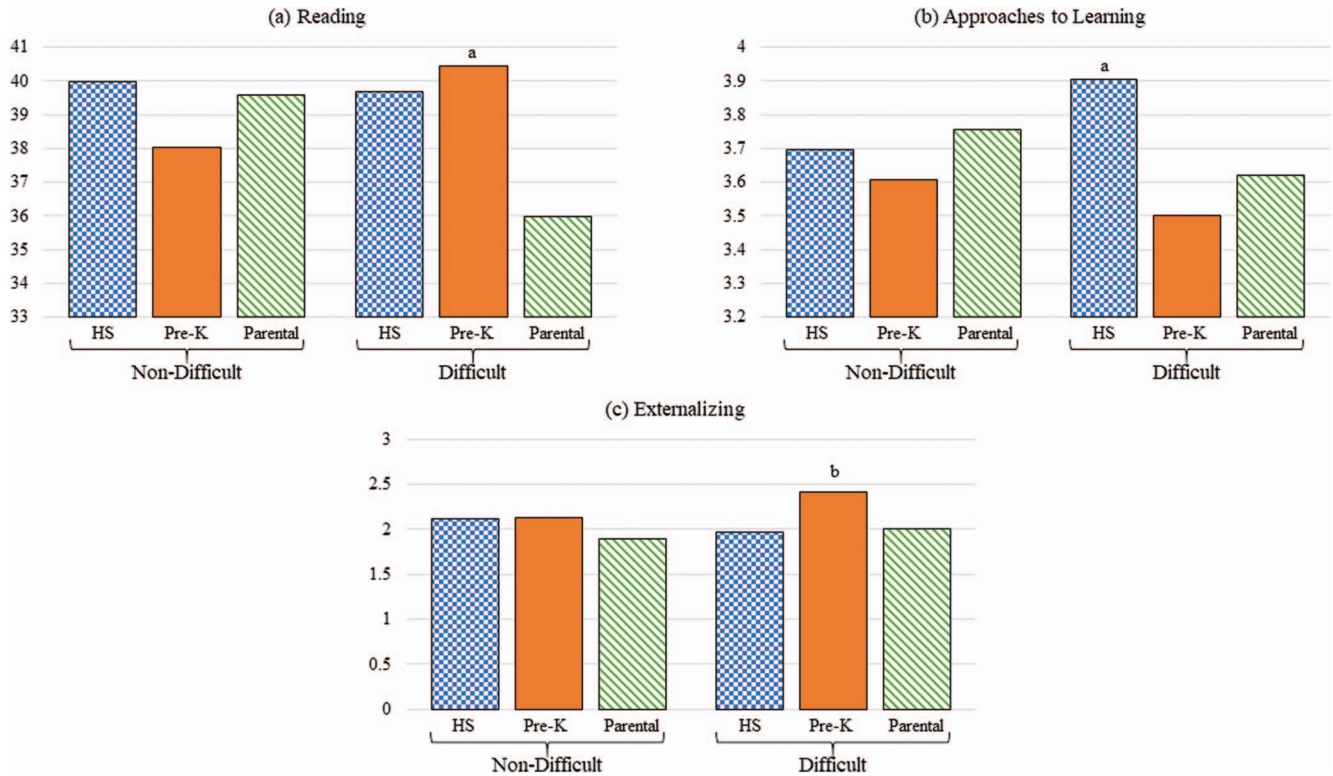 (a) Reading
41
40
39
38
37
36
35
34
33
a
HS Pre-K Parental HS Pre-K Parental
Non-Difficult Difficult
(b) Approaches to Learning
4
3.9
3.8
3.7
3.6
3.5
3.4
3.3
3.2
a
HS Pre-K Parental HS Pre-K Parental
Non-Difficult Difficult
(c) Externalizing
3
2.5
2
1.5
1
0.5
0
b
HS Pre-K Parental HS Pre-K Parental
Non-Difficult Difficult